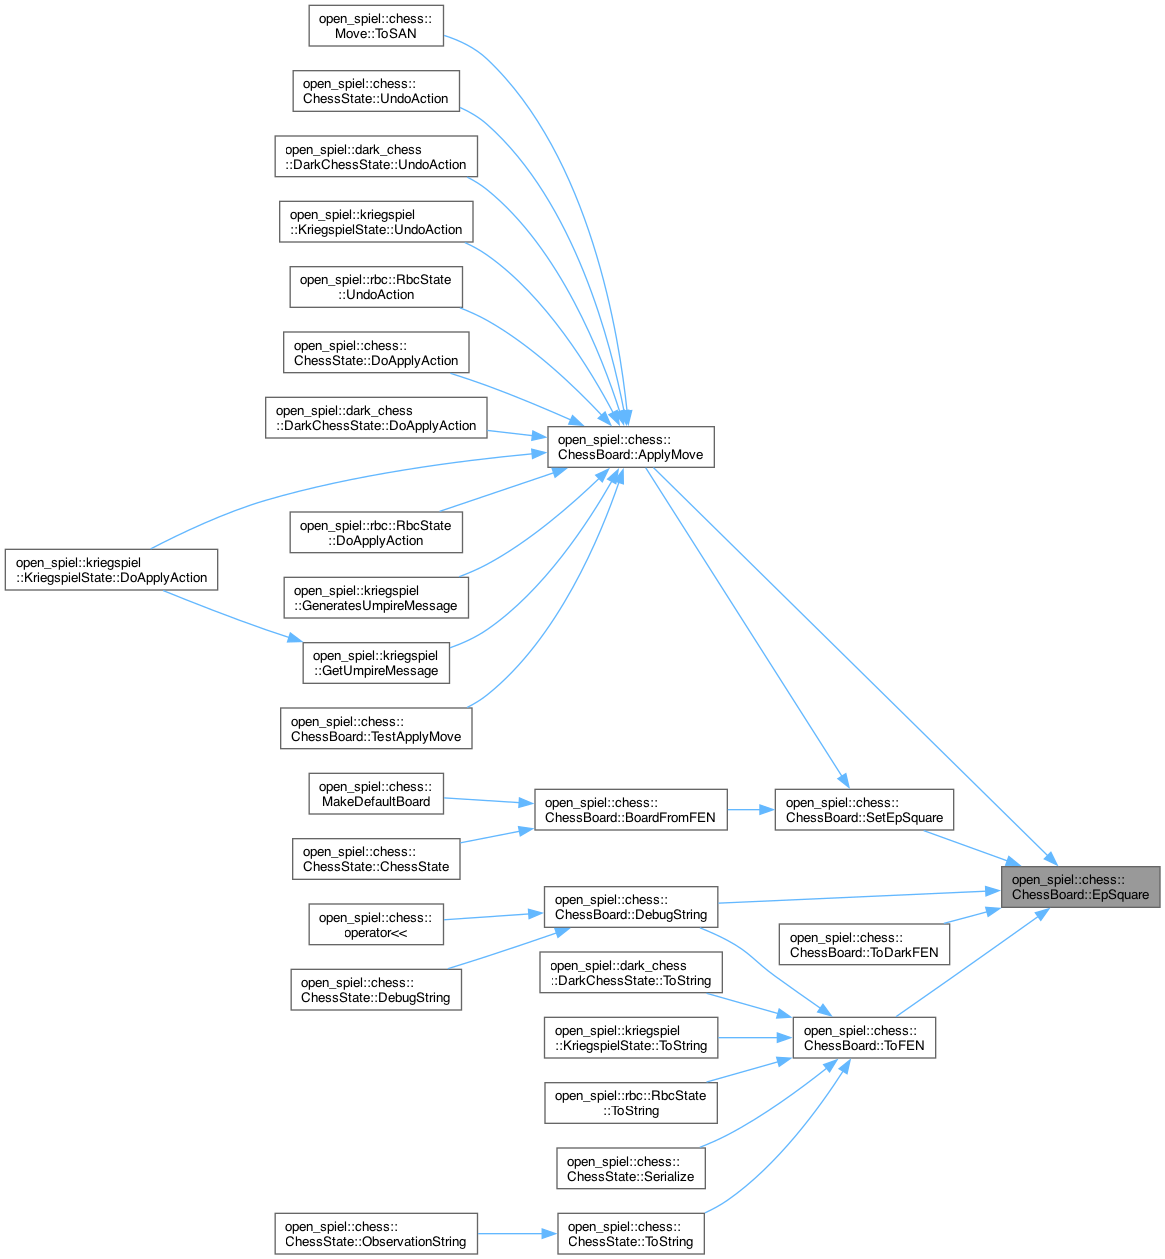 open_spiel::chess::
Move::ToSAN
open_spiel::chess::
ChessState::UndoAction
open_spiel::dark_chess
::DarkChessState::UndoAction
open_spiel::kriegspiel
::KriegspielState::UndoAction
open_spiel::rbc::RbcState
::UndoAction
open_spiel::chess::
ChessState::DoApplyAction
open_spiel::dark_chess
::DarkChessState::DoApplyAction
open_spiel::chess::
ChessBoard::ApplyMove
open_spiel::rbc::RbcState
::DoApplyAction
open_spiel::kriegspiel
::KriegspielState::DoApplyAction
open_spiel::kriegspiel
::GeneratesUmpireMessage
open_spiel::kriegspiel
::GetUmpireMessage
open_spiel::chess::
ChessBoard::TestApplyMove
open_spiel::chess::
MakeDefaultBoard
open_spiel::chess::
ChessBoard::BoardFromFEN
open_spiel::chess::
ChessBoard::SetEpSquare
open_spiel::chess::
ChessState::ChessState
open_spiel::chess::
ChessBoard::EpSquare
open_spiel::chess::
ChessBoard::DebugString
open_spiel::chess::
operator<<
open_spiel::chess::
ChessBoard::ToDarkFEN
open_spiel::chess::
ChessState::DebugString
open_spiel::dark_chess
::DarkChessState::ToString
open_spiel::kriegspiel
::KriegspielState::ToString
open_spiel::chess::
ChessBoard::ToFEN
open_spiel::rbc::RbcState
::ToString
open_spiel::chess::
ChessState::Serialize
open_spiel::chess::
ChessState::ObservationString
open_spiel::chess::
ChessState::ToString